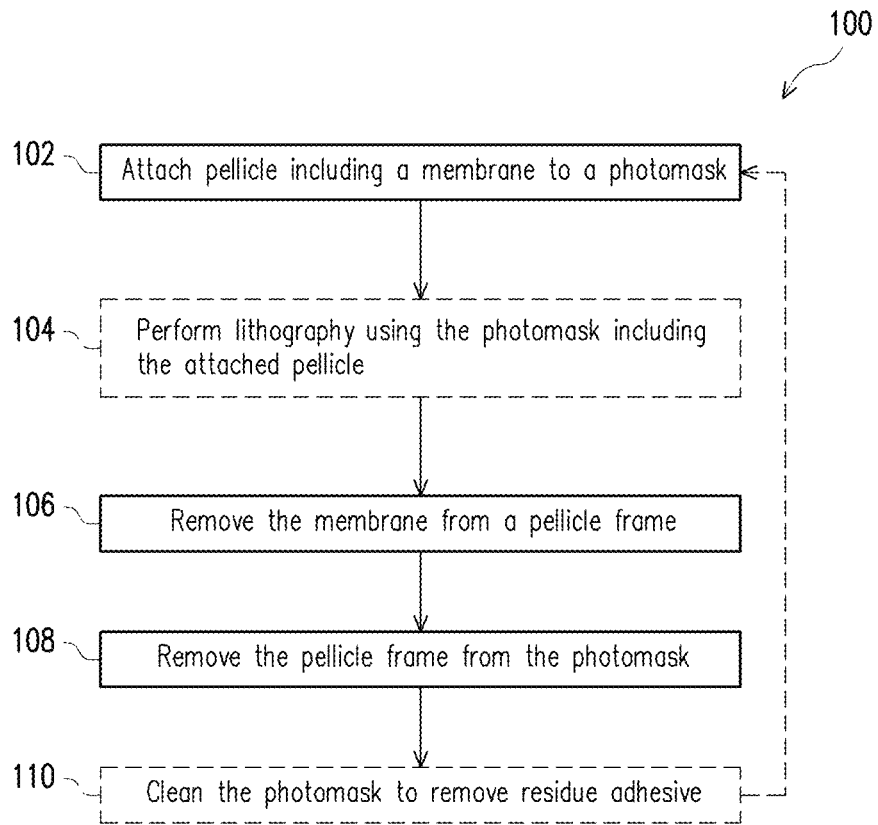 100
102
Attach pellicle including a membrane to a photomask
104
Perform lithography using the photomask including
the attached pellicle
106
Remove the membrane from a pellicle frame
108
Remove the pellicle frame from the photomask
110
Clean the photomask to remove residue adhesive